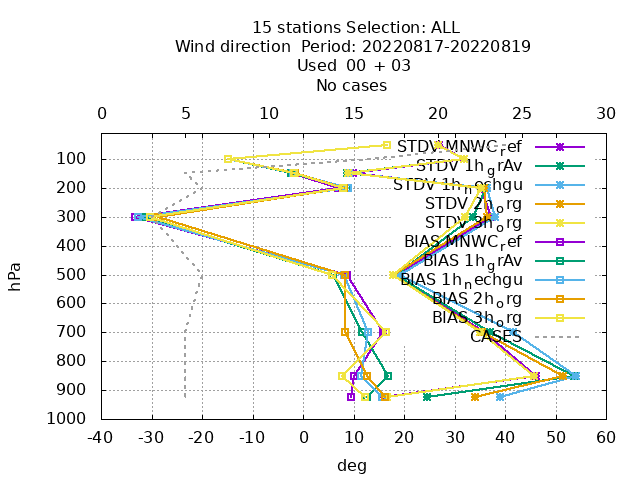 15 stations Selection: ALL
Wind direction  Period: 20220817-20220819
Used  00 + 03
No cases
0 5 10 15 20 25 30
STDV MNWC_ref
STDV 1h_grAv
STDV 1h_nechgu
STDV 2h_org
STDV 3h_org
BIAS MNWC_ref
BIAS 1h_grAv
BIAS 1h_nechgu
BIAS 2h_org
BIAS 3h_org
CASES
hPa
100
200
300
400
500
600
700
800
900
1000
-40 -30 -20 -10 0 10 20 30 40 50 60
deg